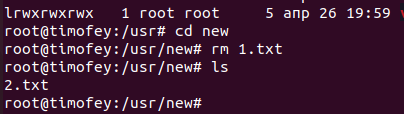 lrwxrwxrwx 1 root root 5 апр 26 19:59
root@timofey:/usr# cd new
root@timofey:/usr/new# rm 1.txt
root@timofey:/usr/new# ls
2.txt
root@timofey:/usr/new#